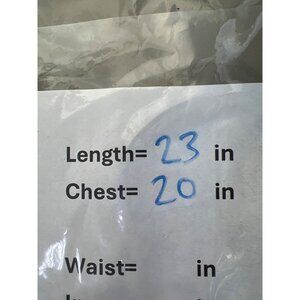 Length= 23 in
Chest= 20 in
Waist= in